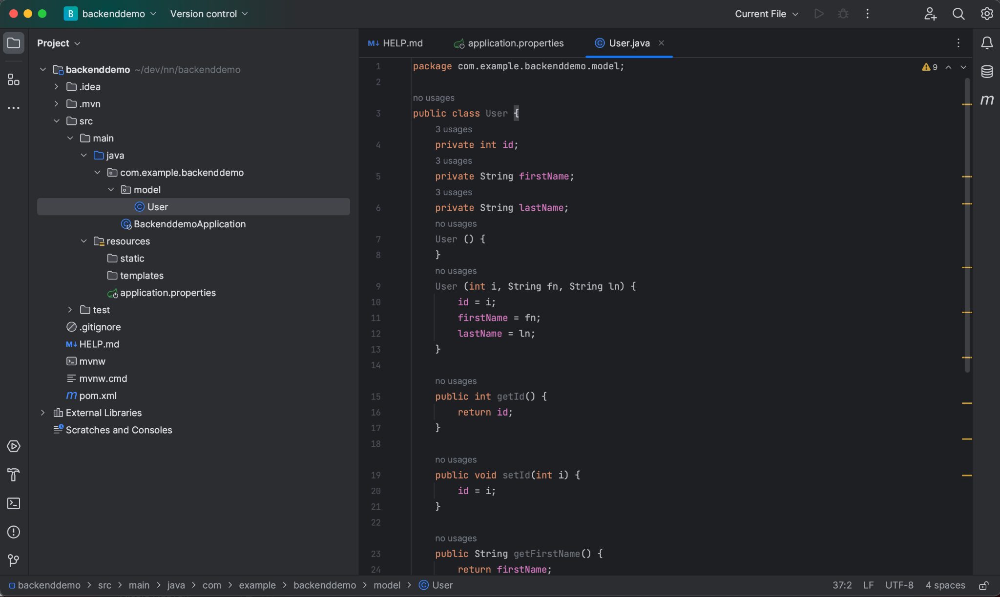 B backenddemo Version control Current File
Project
backenddemo ~/dev/nn/backenddemo
.idea
.mvn
src
main
java
com.example.backenddemo
model
User
BackenddemoApplication
resources
static
templates
application.properties
test
.gitignore
M↓ HELP.md
mvnw
mvnw.cmd
m pom.xml
External Libraries
Scratches and Consoles
M↓ HELP.md application.properties C User.java
9
m
1 package com.example.backenddemo.model;
2
no usages
3 public class User {
3 usages
4 private int id;
3 usages
5 private String firstName;
3 usages
6 private String lastName;
no usages
7 User () {
8 }
no usages
9 User (int i, String fn, String ln) {
10 id = i;
11 firstName = fn;
12 lastName = ln;
13 }
14
no usages
15 public int getId() {
16 return id;
17 }
18
no usages
19 public void setId(int i) {
20 id = i;
21 }
22
no usages
23 public String getFirstName() {
24 return firstName;
backenddemo > src > main > java > com > example > backenddemo > model > C User 37:2 LF UTF-8 4 spaces